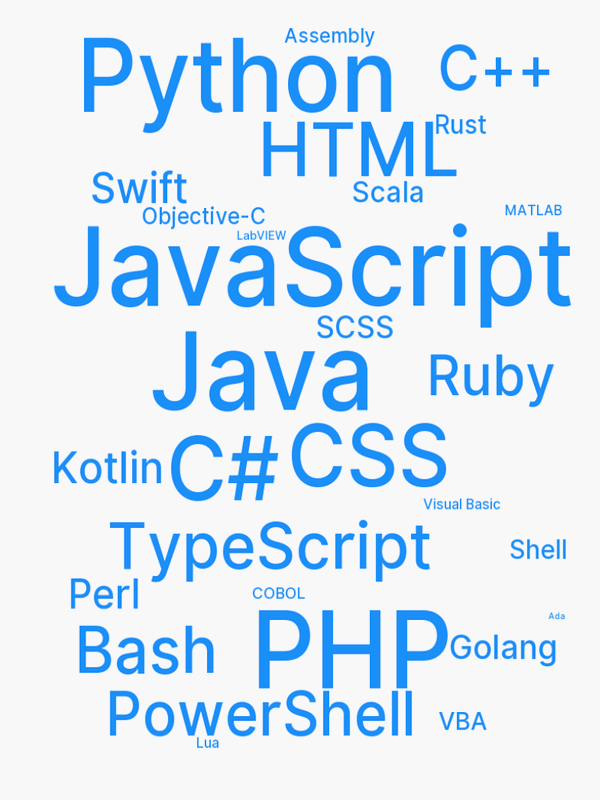 Assembly
Python
C++
HTML
Rust
Swift
Scala
Objective-C
MATLAB
LabVIEW
JavaScript
SCSS
Java
Ruby
Kotlin
C#
CSS
Visual Basic
TypeScript
Shell
Perl
COBOL
Ada
Bash
PHP
Golang
PowerShell
VBA
Lua